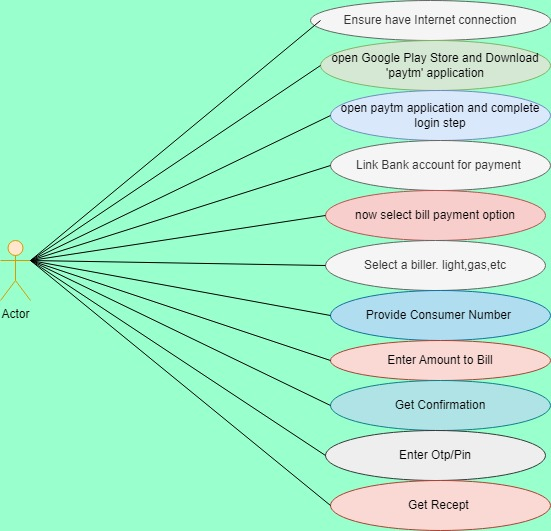 Ensure have Internet connection
open Google Play Store and Download
'paytm' application
open paytm application and complete
login step
Link Bank account for payment
now select bill payment option
Select a biller. light,gas,etc
Actor
Provide Consumer Number
Enter Amount to Bill
Get Confirmation
Enter Otp/Pin
Get Recept